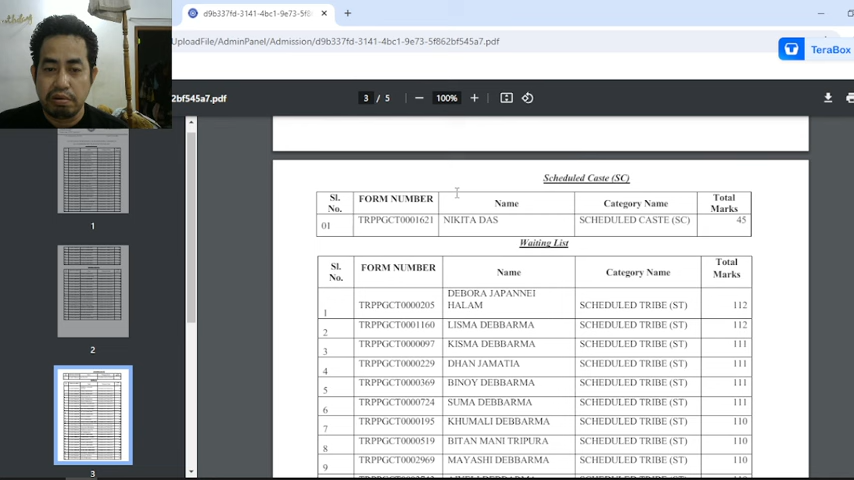 d9b337fd-3141-4bc1-9e73-5f8
UploadFile/AdminPanel/Admission/d9b337fd-3141-4bc1-9e73-5f862bf545a7.pdf
TeraBox
2bf545a7.pdf
3 / 5
100%
Scheduled Caste (SC)
Sl. No. FORM NUMBER Name Category Name Total Marks
01 TRPPGCT0001621 NIKITA DAS SCHEDULED CASTE (SC) 45
Waiting List
Sl. No. FORM NUMBER Name Category Name Total Marks
1 TRPPGCT0000205 DEBORA JAPANNEI HALAM SCHEDULED TRIBE (ST) 112
2 TRPPGCT0001160 LISMA DEBBARMA SCHEDULED TRIBE (ST) 112
3 TRPPGCT0000097 KISMA DEBBARMA SCHEDULED TRIBE (ST) 111
4 TRPPGCT0000229 DHAN JAMATIA SCHEDULED TRIBE (ST) 111
5 TRPPGCT0000369 BINOY DEBBARMA SCHEDULED TRIBE (ST) 111
6 TRPPGCT0000724 SUMA DEBBARMA SCHEDULED TRIBE (ST) 111
7 TRPPGCT0000195 KHUMALI DEBBARMA SCHEDULED TRIBE (ST) 110
8 TRPPGCT0000519 BITAN MANI TRIPURA SCHEDULED TRIBE (ST) 110
9 TRPPGCT0002969 MAYASHI DEBBARMA SCHEDULED TRIBE (ST) 110
1
2
3